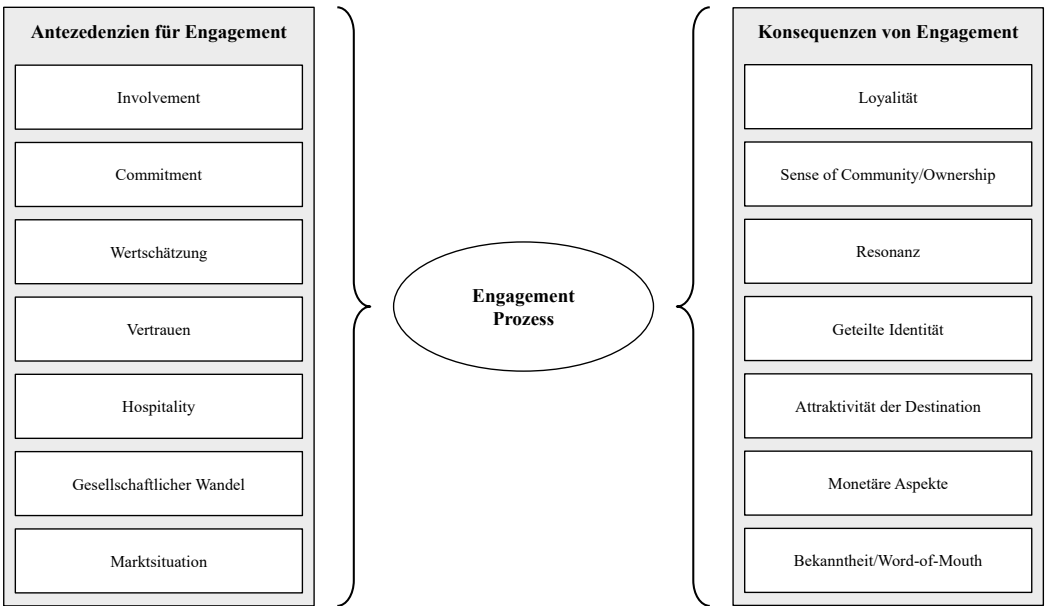 Antezedenzien für Engagement
Involvement
Commitment
Wertschätzung
Vertrauen
Hospitality
Gesellschaftlicher Wandel
Marktsituation
Engagement
Prozess
Konsequenzen von Engagement
Loyalität
Sense of Community/Ownership
Resonanz
Geteilte Identität
Attraktivität der Destination
Monetäre Aspekte
Bekanntheit/Word-of-Mouth